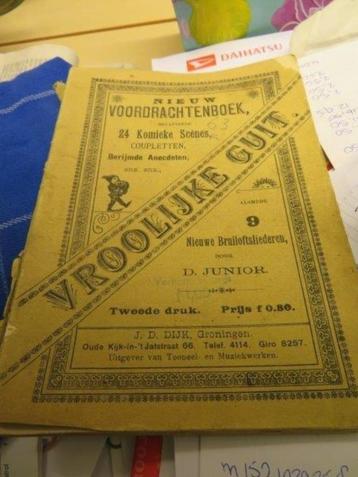 DAIHATSU
NIEUW
VOORDRACHTENBOEK,
BEVATTENDE
24 Komieke Scènes,
COUPLETTEN,
Berijmde Anecdoten,
ENZ. ENZ.,
VROOLIJKE GUIT
ALSMEDE
9
Nieuwe Bruiloftsliederen,
DOOR
D. JUNIOR.
Tweede druk. Prijs f 0.80.
J. D. DIJK, Groningen.
Oude Kijk-in-'t Jatstraat 66. Telef. 4114. Giro 8257.
Uitgever van Tooneel- en Muziekwerken.